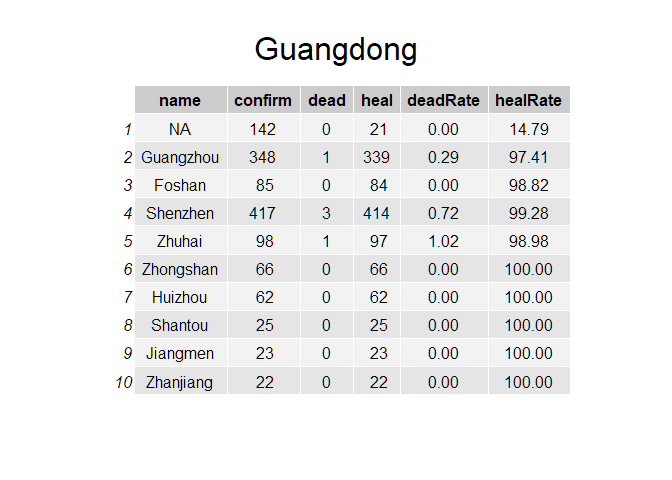 Guangdong
name confirm dead heal deadRate healRate
1 NA 142 0 21 0.00 14.79
2 Guangzhou 348 1 339 0.29 97.41
3 Foshan 85 0 84 0.00 98.82
4 Shenzhen 417 3 414 0.72 99.28
5 Zhuhai 98 1 97 1.02 98.98
6 Zhongshan 66 0 66 0.00 100.00
7 Huizhou 62 0 62 0.00 100.00
8 Shantou 25 0 25 0.00 100.00
9 Jiangmen 23 0 23 0.00 100.00
10 Zhanjiang 22 0 22 0.00 100.00